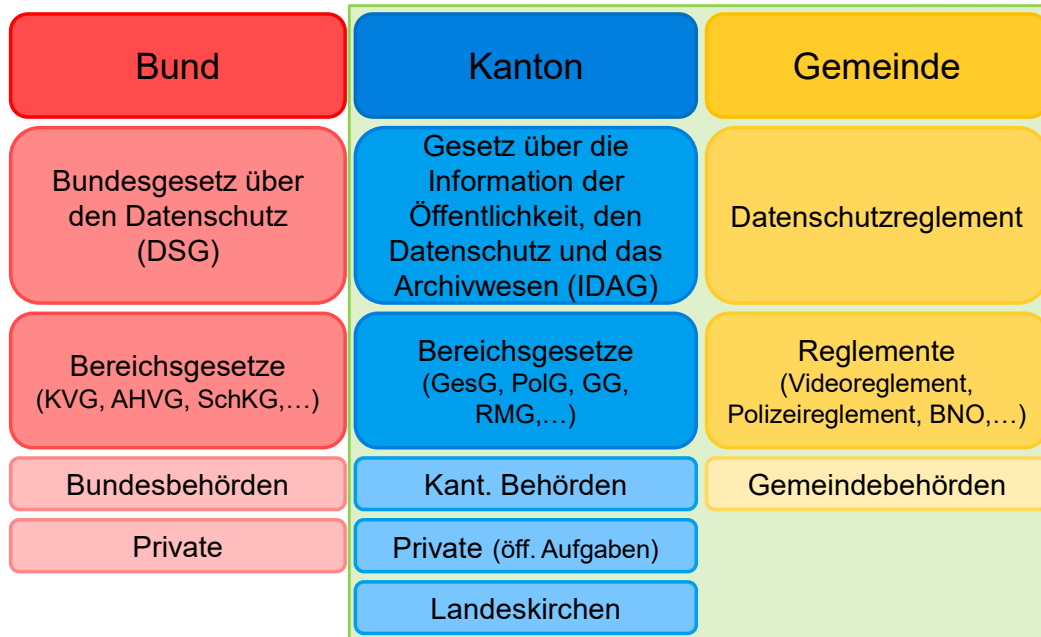 Bund
Kanton
Gemeinde
Bundesgesetz über
den Datenschutz
(DSG)
Gesetz über die
Information der
Öffentlichkeit, den
Datenschutz und das
Archivwesen (IDAG)
Datenschutzreglement
Bereichsgesetze
(KVG, AHVG, SchKG,…)
Bereichsgesetze
(GesG, PolG, GG,
RMG,…)
Reglemente
(Videoreglement,
Polizeireglement, BNO,…)
Bundesbehörden
Kant. Behörden
Gemeindebehörden
Private
Private (öff. Aufgaben)
Landeskirchen